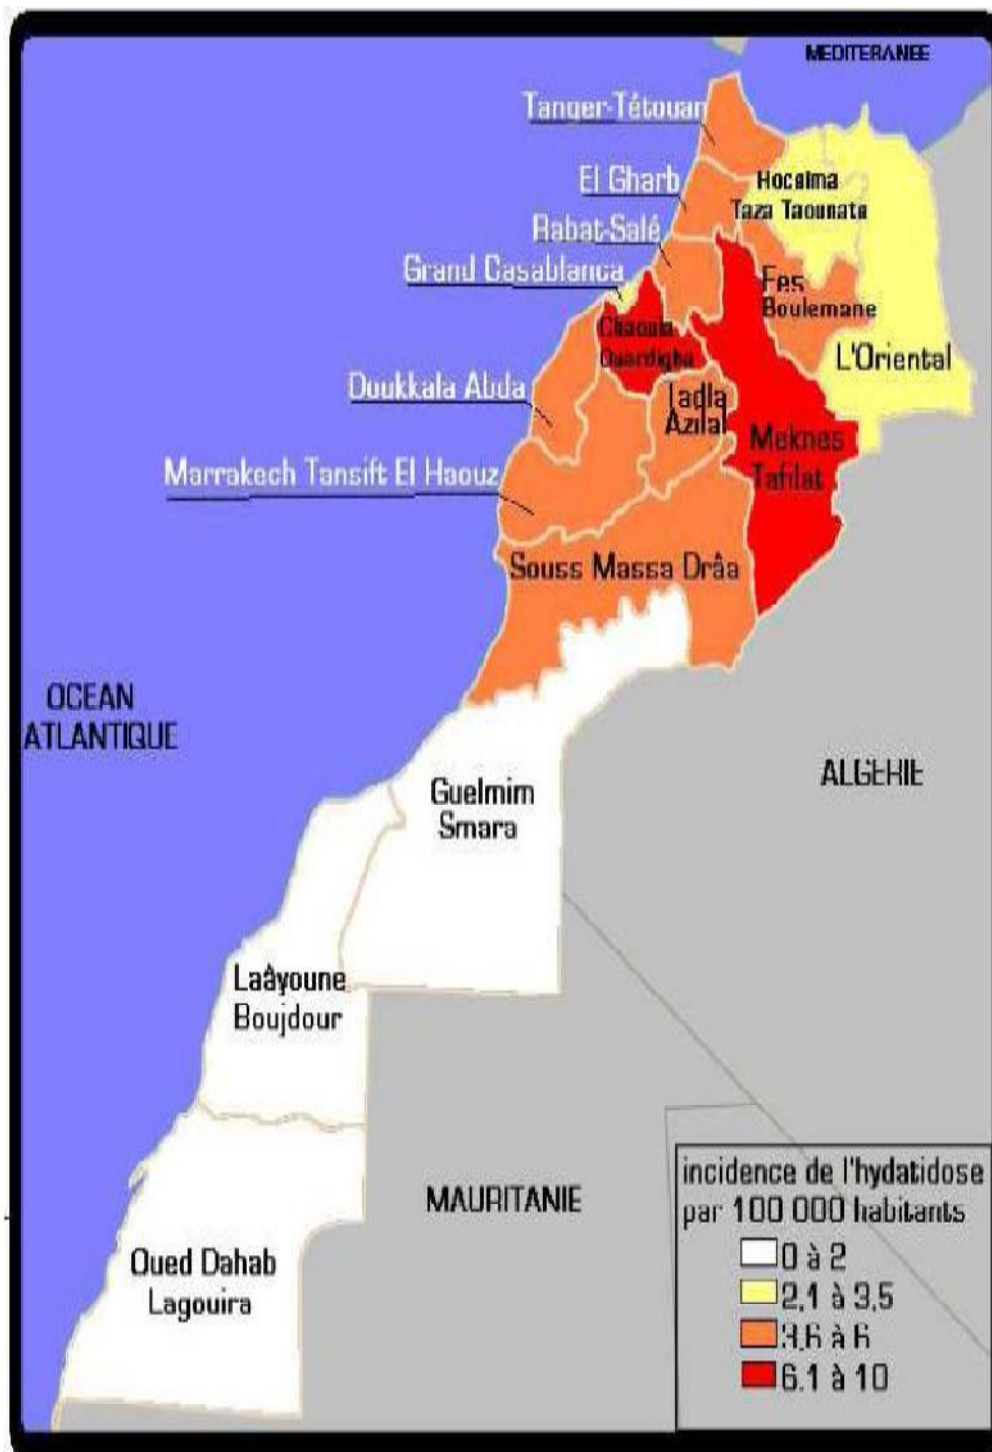 MEDITERANEE
Tanger-Tétouan
El Gharb
Hoceima
Taza Taounate
Rabat-Salé
Grand Casablanca
Fes
Boulemane
Chaouia
Ouardigha
L'Oriental
Doukkala Abda
Tadla
Azilal
Meknes
Tafilat
Marrakech Tansift El Haouz
Souss Massa Drâa
OCEAN
ATLANTIQUE
ALGERIE
Guelmim
Smara
Laâyoune
Boujdour
MAURITANIE
Oued Dahab
Lagouira
incidence de l'hydatidose
par 100 000 habitants
0 à 2
2,1 à 3,5
3,6 à 6
6.1 à 10